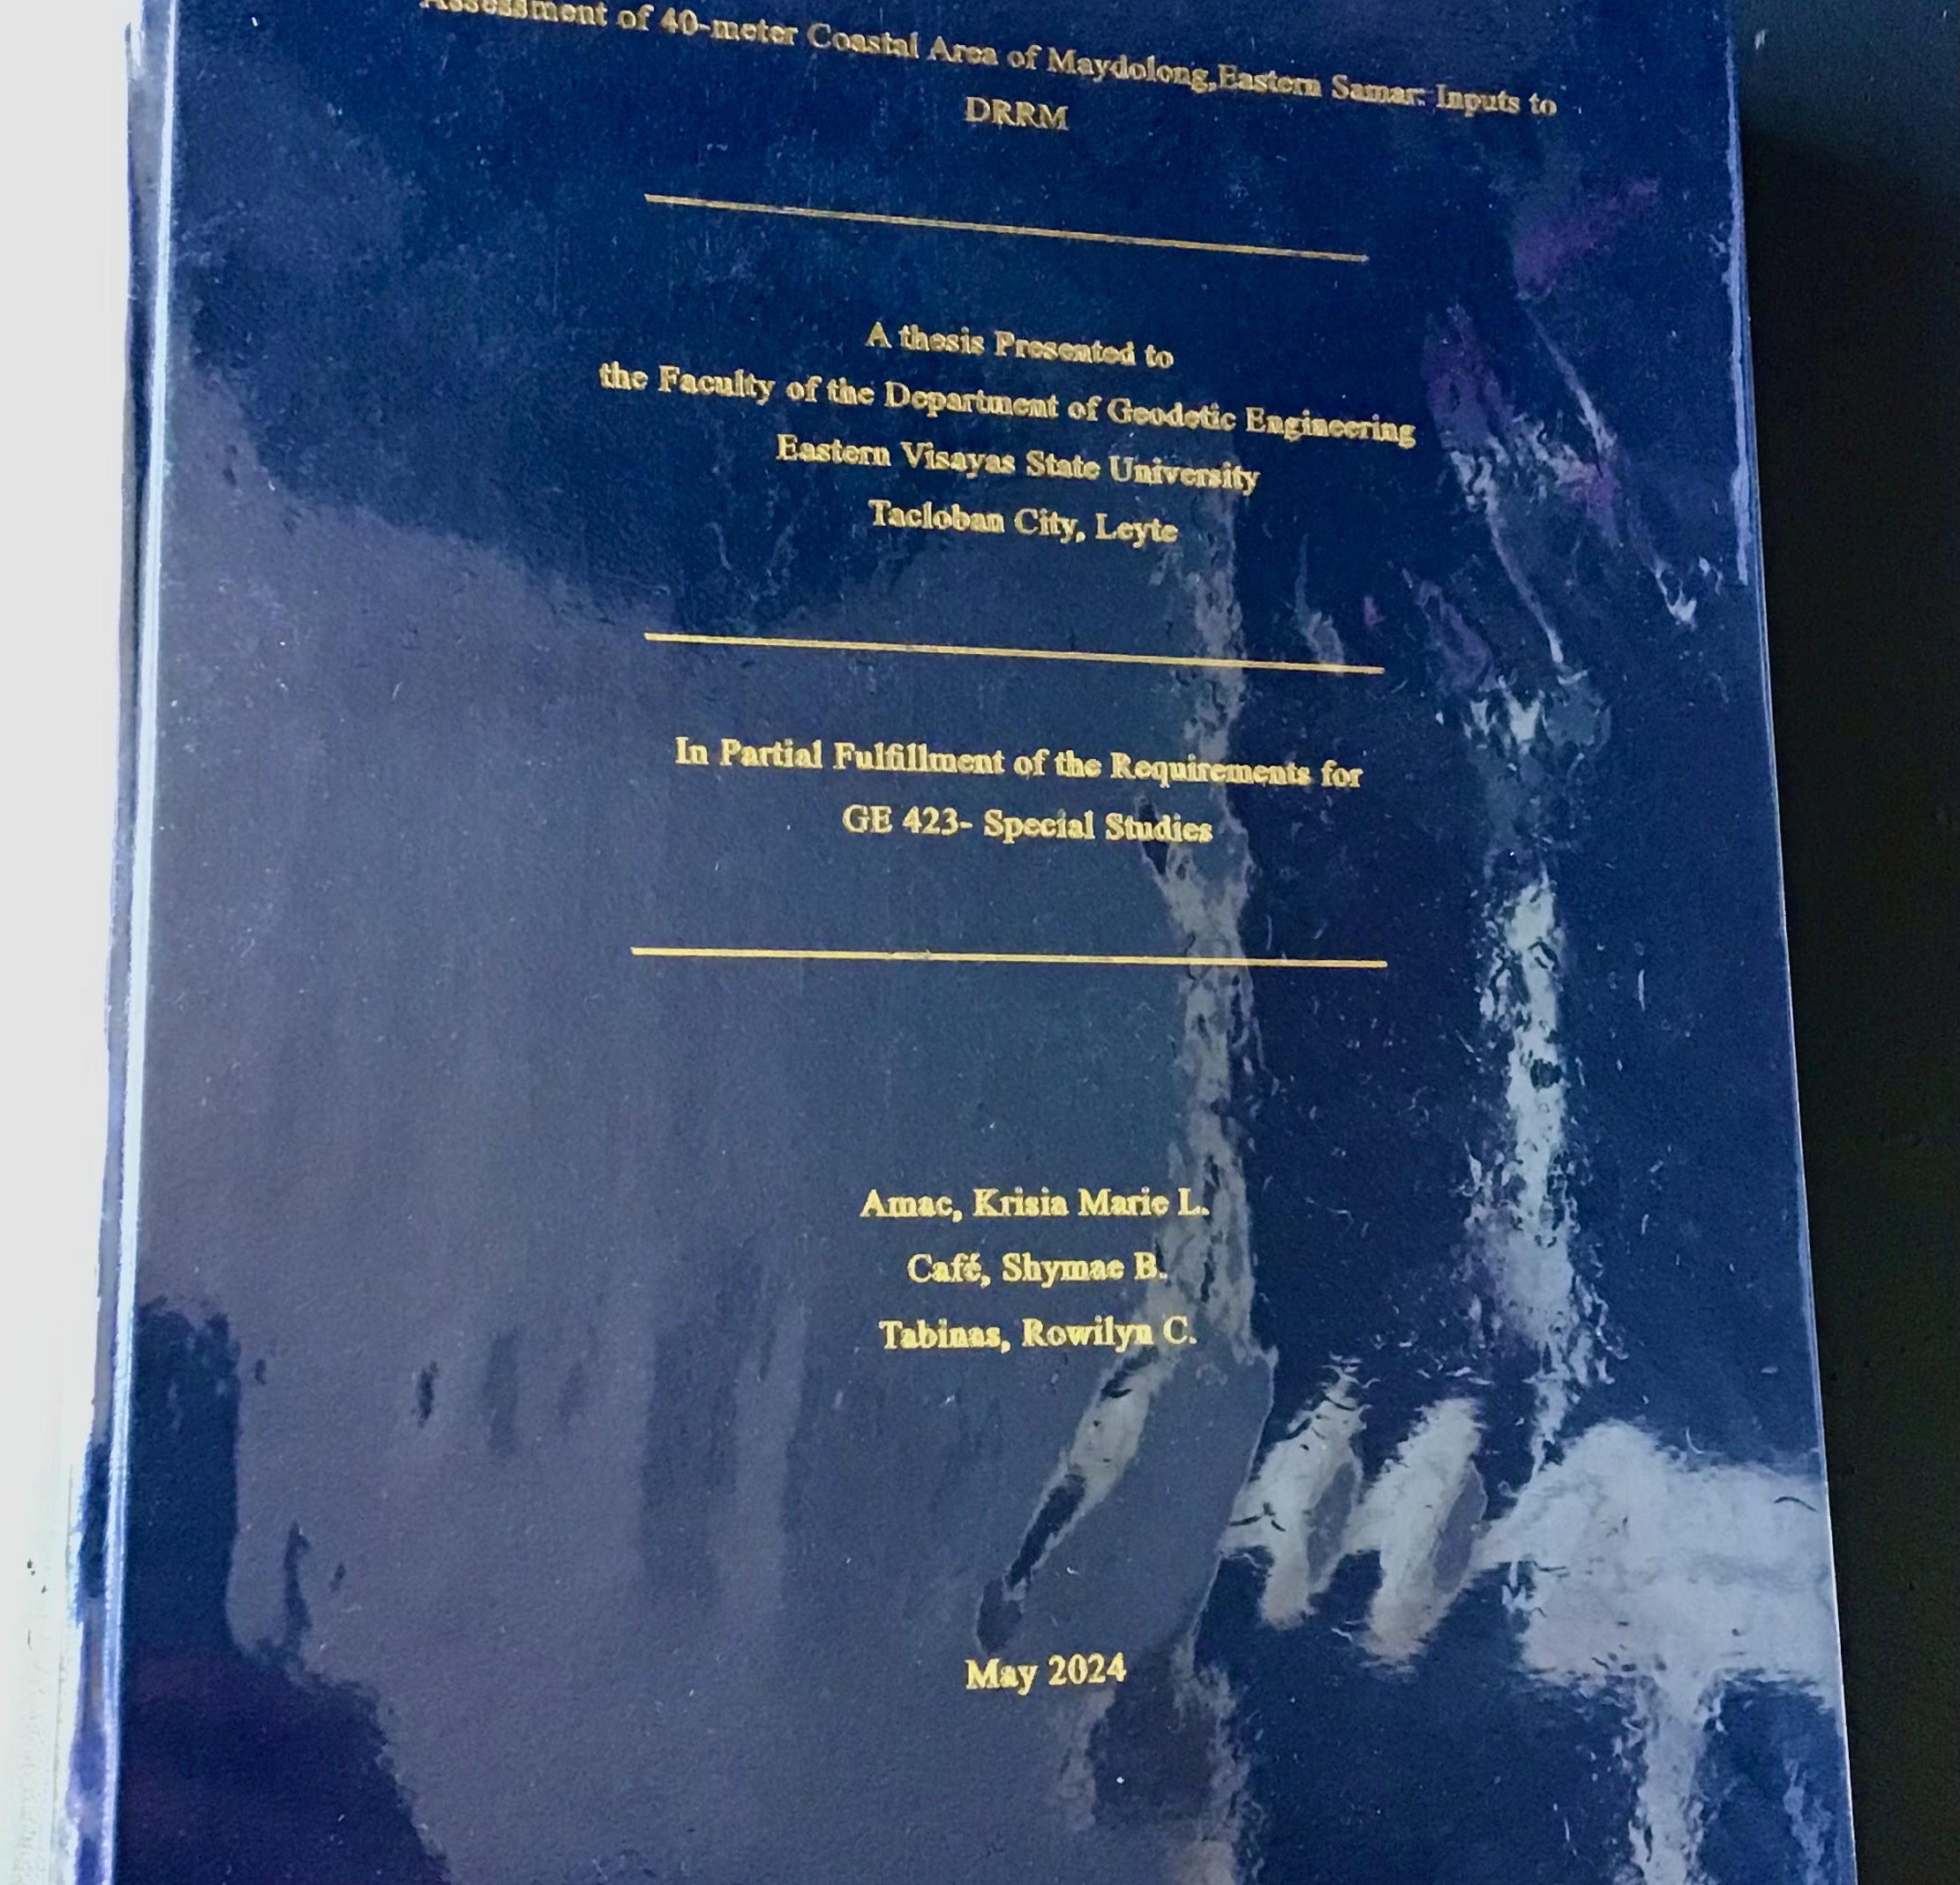 Assessment of 40-meter Coastal Area of Maydolong,Eastern Samar: Inputs to
DRRM
A thesis Presented to
the Faculty of the Department of Geodetic Engineering
Eastern Visayas State University
Tacloban City, Leyte
In Partial Fulfillment of the Requirements for
GE 423- Special Studies
Amac, Krisia Marie L.
Café, Shymae B.
Tabinas, Rowilyn C.
May 2024